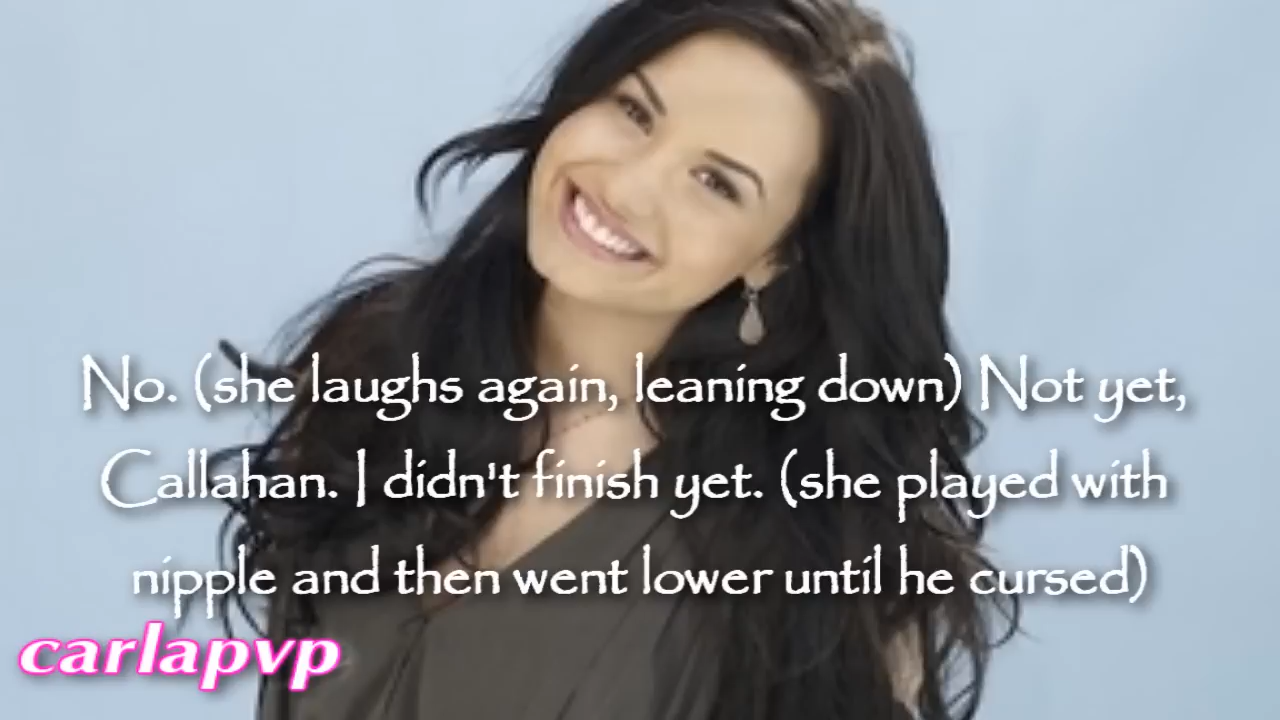 No. (she laughs again, leaning down) Not yet,
Callahan. I didn't finish yet. (she played with
nipple and then went lower until he cursed)
carlapvp